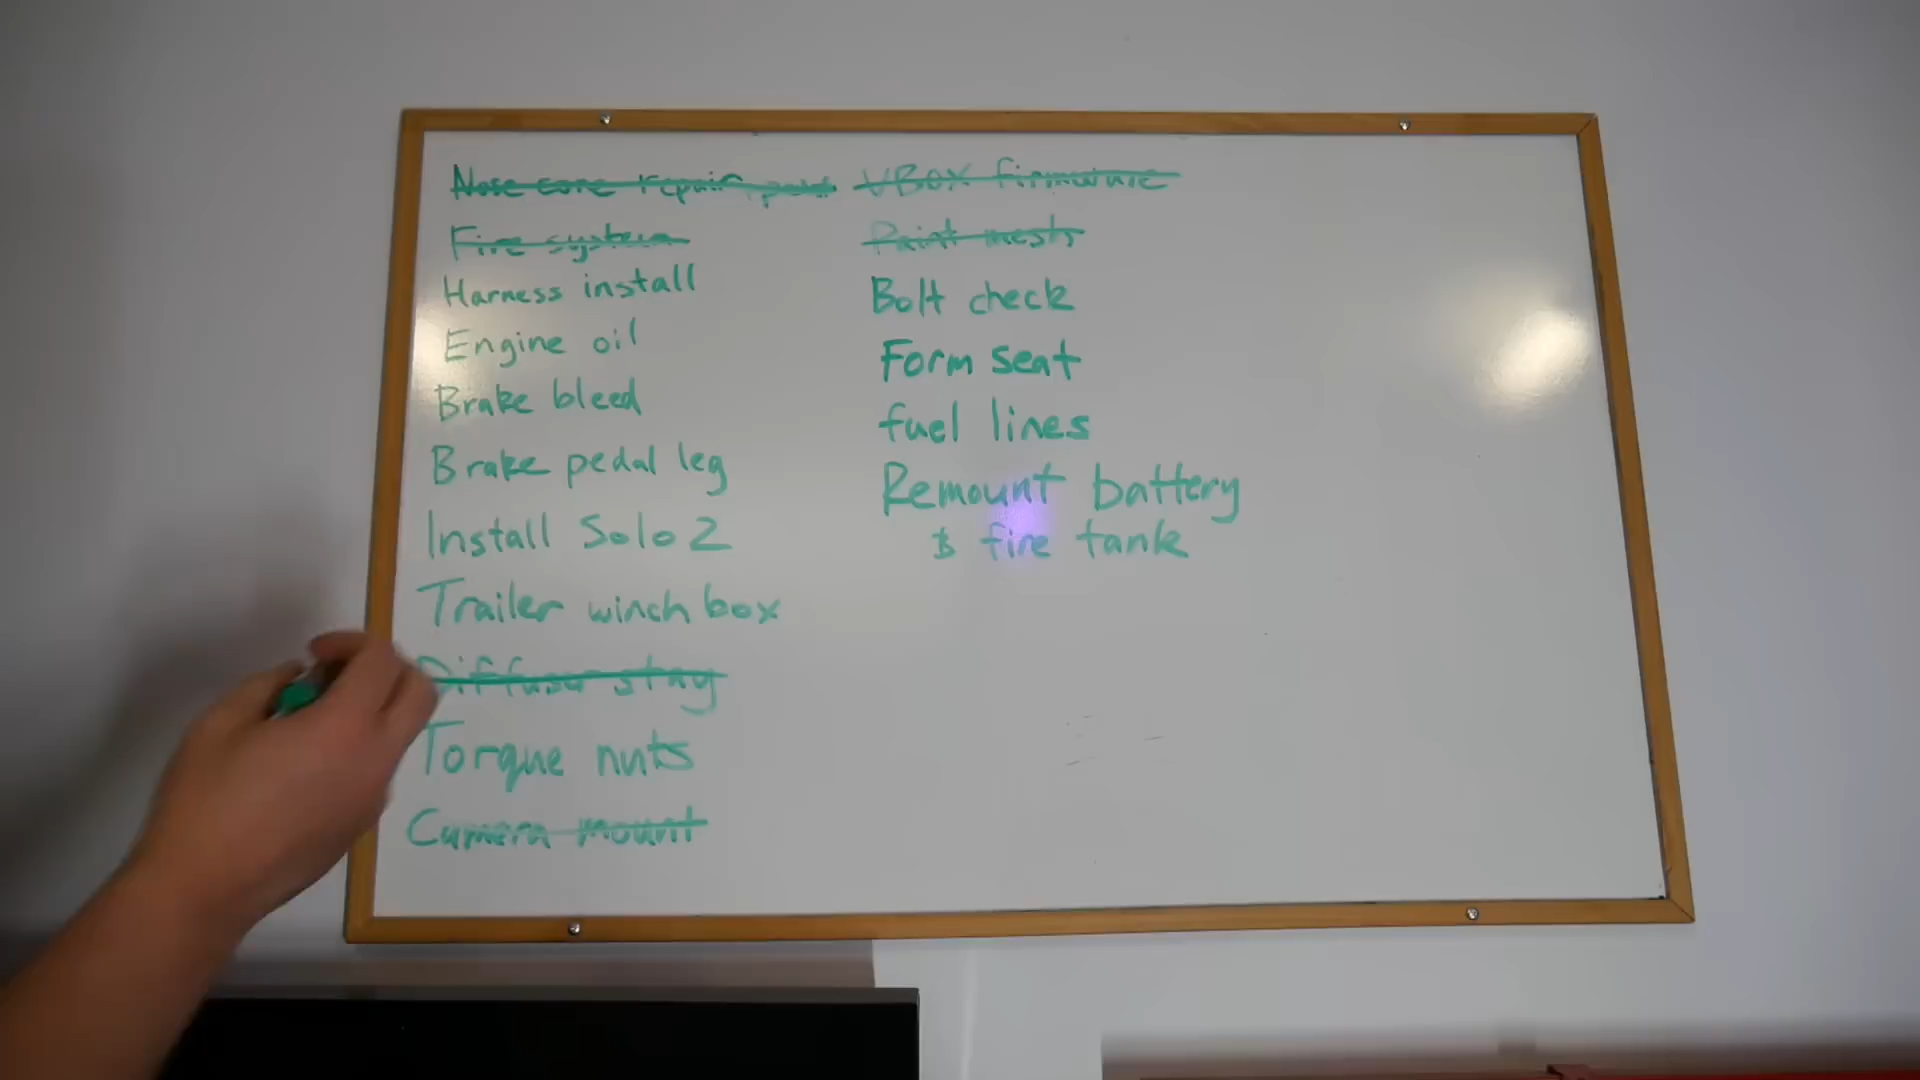 Nose cone repair, paint
Fire system
Harness install
Engine oil
Brake bleed
Brake pedal leg
Install Solo 2
Trailer winch box
Diffuser stay
Torque nuts
Camera mount
VBOX firmware
Paint mesh
Bolt check
Form seat
fuel lines
Remount battery
& fire tank